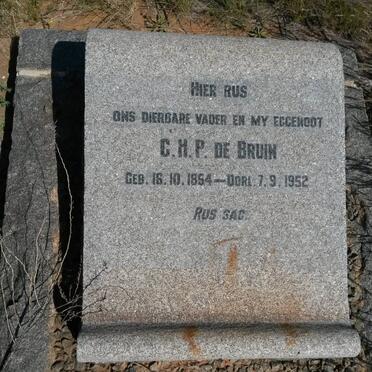 HIER RUS
ONS DIERBARE VADER EN MY EGGENOOT
C.H.P. DE BRUIN
GEB. 16.10.1854—OORL. 7.9.1952
RUS SAG.